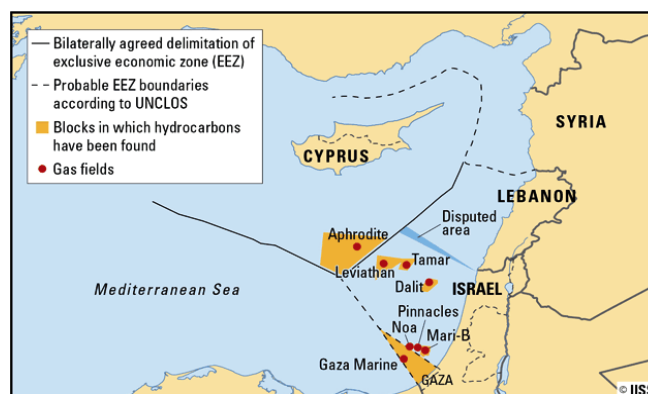 Bilaterally agreed delimitation of
exclusive economic zone (EEZ)
Probable EEZ boundaries
according to UNCLOS
Blocks in which hydrocarbons
have been found
Gas fields
CYPRUS
SYRIA
LEBANON
Disputed
area
Aphrodite
Leviathan
Tamar
Dalit
ISRAEL
Mediterranean Sea
Pinnacles
Noa
Mari-B
Gaza Marine
GAZA
© IISS